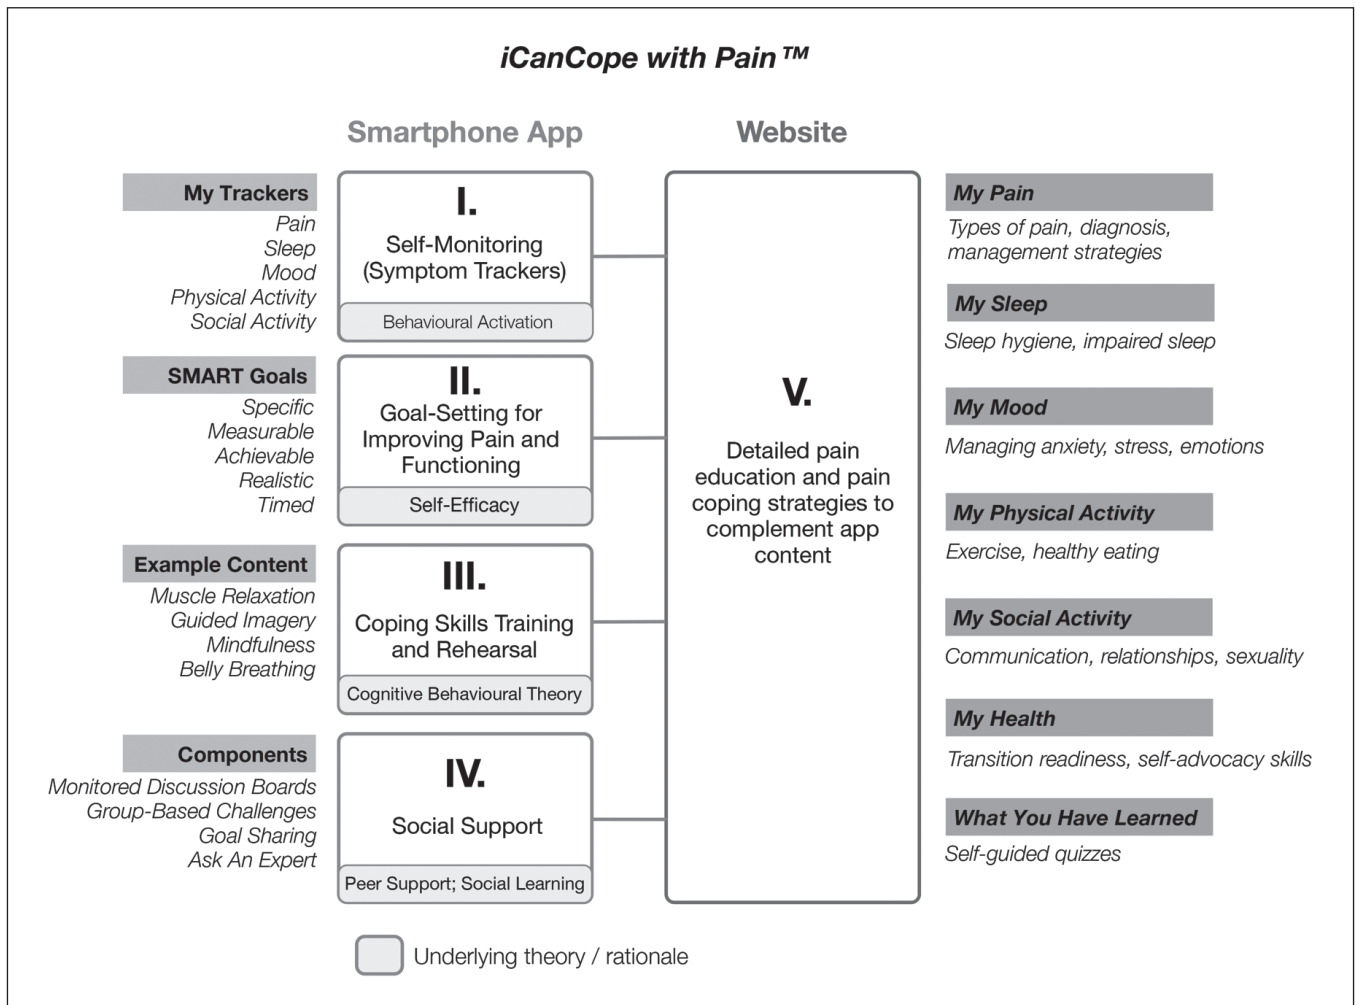 iCanCope with Pain™
Smartphone App
Website
My Trackers
Pain
Sleep
Mood
Physical Activity
Social Activity
I.
Self-Monitoring
(Symptom Trackers)
Behavioural Activation
SMART Goals
Specific
Measurable
Achievable
Realistic
Timed
II.
Goal-Setting for
Improving Pain and
Functioning
Self-Efficacy
Example Content
Muscle Relaxation
Guided Imagery
Mindfulness
Belly Breathing
III.
Coping Skills Training
and Rehearsal
Cognitive Behavioural Theory
Components
Monitored Discussion Boards
Group-Based Challenges
Goal Sharing
Ask An Expert
IV.
Social Support
Peer Support; Social Learning
V.
Detailed pain
education and pain
coping strategies to
complement app
content
My Pain
Types of pain, diagnosis,
management strategies
My Sleep
Sleep hygiene, impaired sleep
My Mood
Managing anxiety, stress, emotions
My Physical Activity
Exercise, healthy eating
My Social Activity
Communication, relationships, sexuality
My Health
Transition readiness, self-advocacy skills
What You Have Learned
Self-guided quizzes
Underlying theory / rationale